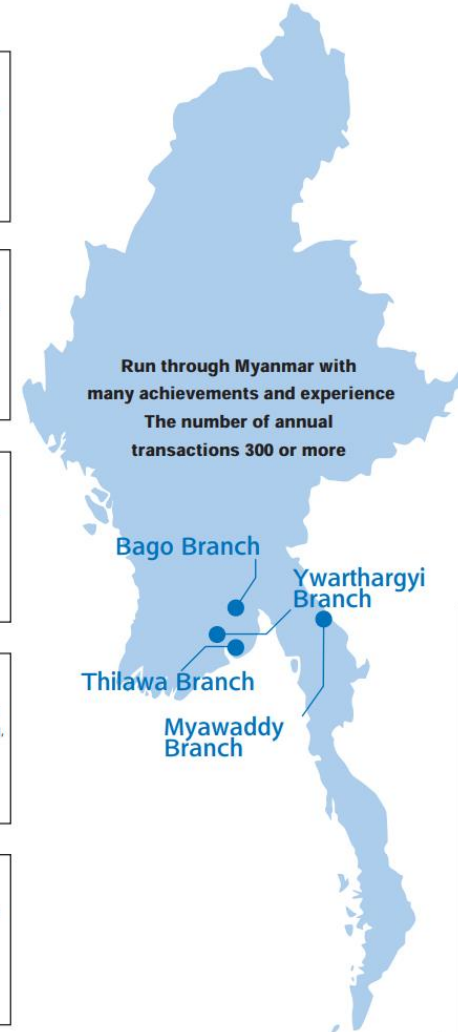 Run through Myanmar with
many achievements and experience
The number of annual
transactions 300 or more
Bago Branch
Ywarthargyi
Branch
Thilawa Branch
Myawaddy
Branch